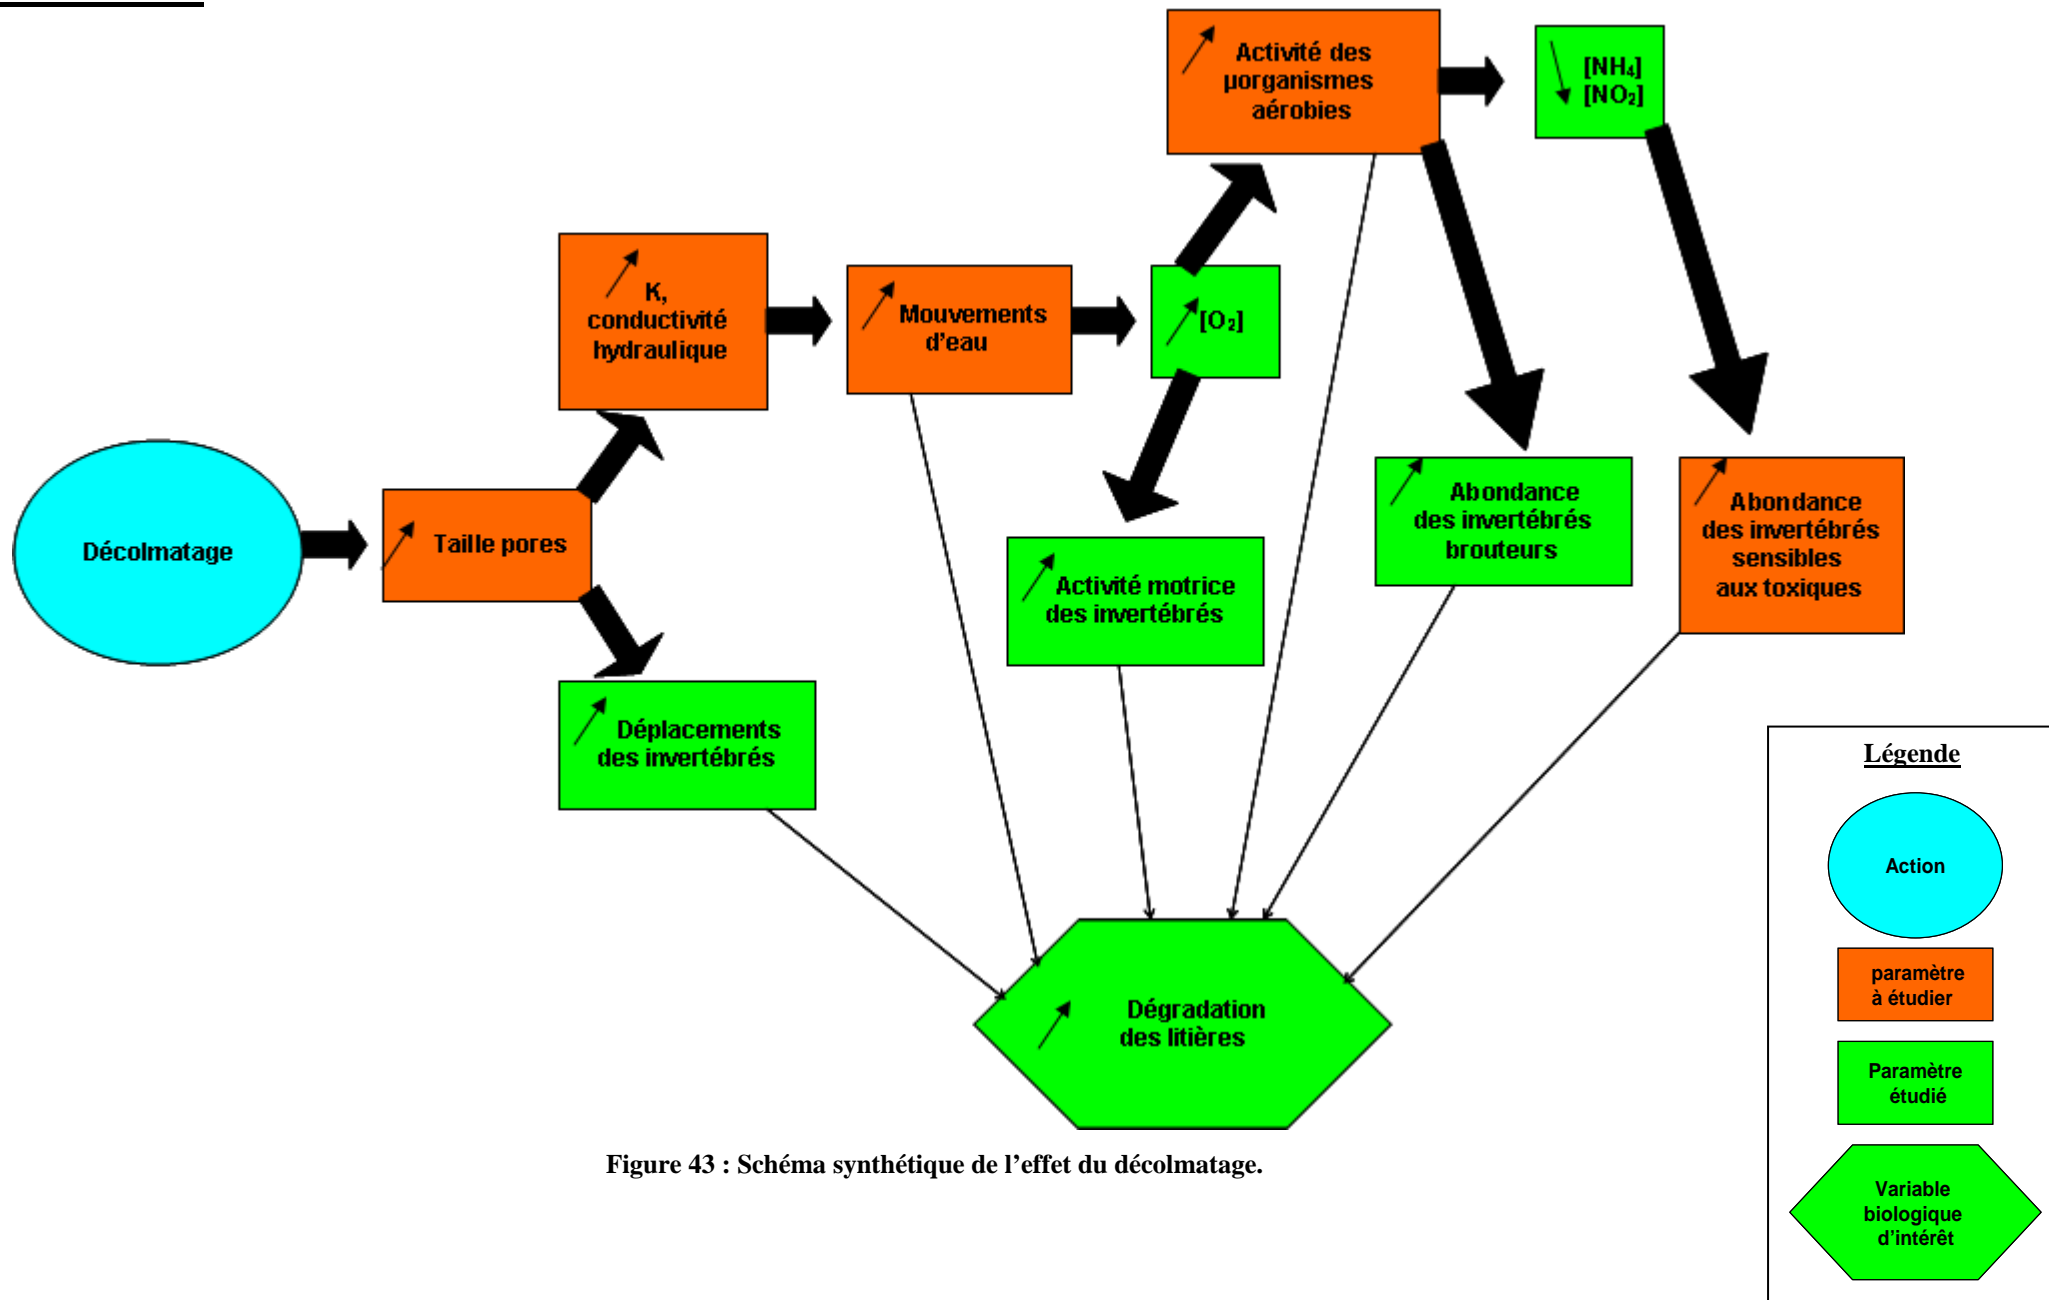 Activité des
µorganismes
aérobies
[NH₄]
[NO₂]
K,
conductivité
hydraulique
Mouvements
d'eau
[O₂]
Décolmatage
Taille pores
Activité motrice
des invertébrés
Abondance
des invertébrés
brouteurs
Abondance
des invertébrés
sensibles
aux toxiques
Déplacements
des invertébrés
Dégradation
des litières
Légende
Action
paramètre
à étudier
Paramètre
étudié
Variable
biologique
d'intérêt
Figure 43 : Schéma synthétique de l'effet du décolmatage.